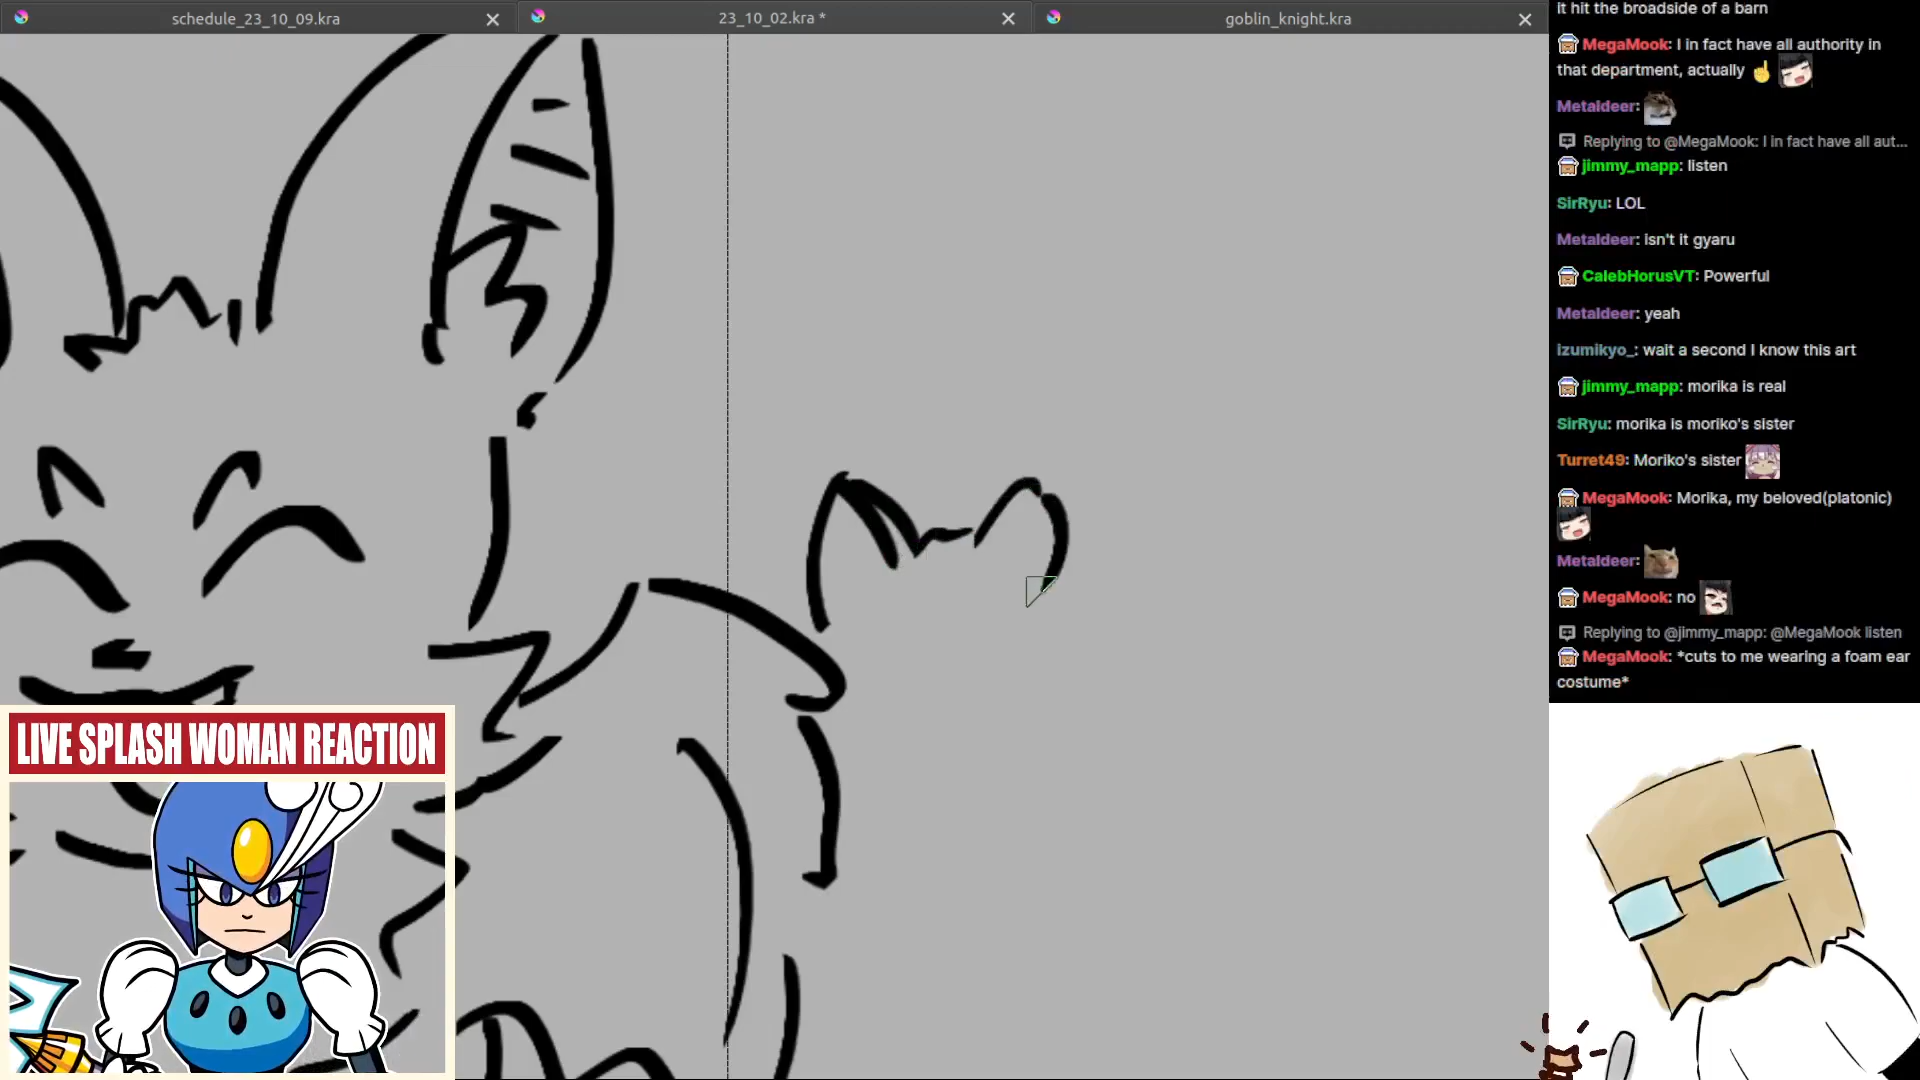 schedule_23_10_09.kra
23_10_02.kra *
goblin_knight.kra
it hit the broadside of a barn
MegaMook: I in fact have all authority in
that department, actually
Metaldeer:
Replying to @MegaMook: I in fact have all aut...
jimmy_mapp: listen
SirRyu: LOL
Metaldeer: isn't it gyaru
CalebHorusVT: Powerful
Metaldeer: yeah
izumikyo_: wait a second I know this art
jimmy_mapp: morika is real
SirRyu: morika is moriko's sister
Turret49: Moriko's sister
MegaMook: Morika, my beloved(platonic)
Metaldeer:
MegaMook: no
Replying to @jimmy_mapp: @MegaMook listen
MegaMook: *cuts to me wearing a foam ear
costume*
LIVE SPLASH WOMAN REACTION